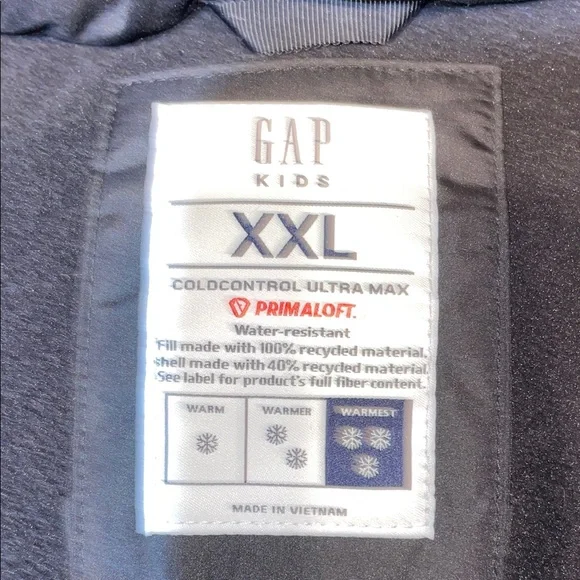 GAP
KIDS
XXL
COLDCONTROL ULTRA MAX
PRIMALOFT.
Water-resistant
Fill made with 100% recycled material.
shell made with 40% recycled material.
See label for product's full fiber content.
WARM WARMER WARMEST
MADE IN VIETNAM